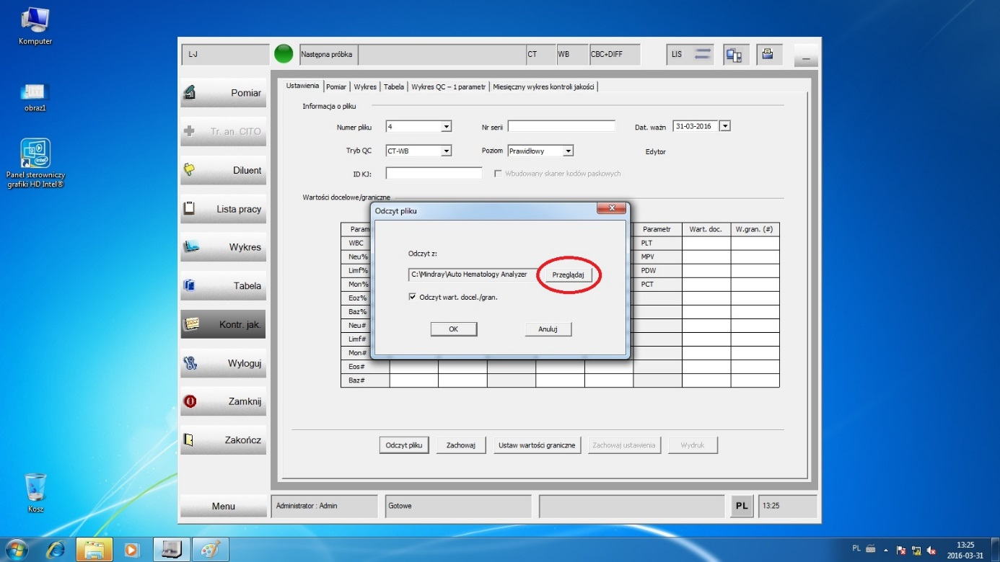 Komputer
obraz1
Panel sterowniczy
grafiki HD Intel®
Kosz
L-J
Następna próbka
CT
WB
CBC+DIFF
LIS
Pomiar
Tr. an. CITO
Diluent
Lista pracy
Wykres
Tabela
Kontr. jak.
Wyloguj
Zamknij
Zakończ
Menu
Ustawienia
Pomiar
Wykres
Tabela
Wykres QC – 1 parametr
Miesięczny wykres kontroli jakości
Informacja o pliku
Numer pliku
4
Nr serii
Dat. ważn
31-03-2016
Tryb QC
CT-WB
Poziom
Prawidłowy
Edytor
ID KJ:
Wbudowany skaner kodów paskowych
Wartości docelowe/graniczne
Param
WBC
Neu%
Limf%
Mon%
Eoz%
Baz%
Neu#
Limf#
Mon#
Eos#
Baz#
Odczyt pliku
Odczyt z:
C:\Mindray\Auto Hematology Analyzer
Przeglądaj
Odczyt wart. docel./gran.
OK
Anuluj
Parametr
Wart. doc.
W.gran. (#)
PLT
MPV
PDW
PCT
Odczyt pliku
Zachowaj
Ustaw wartości graniczne
Zachowaj ustawienia
Wydruk
Administrator : Admin
Gotowe
PL
13:25
PL
13:25
2016-03-31